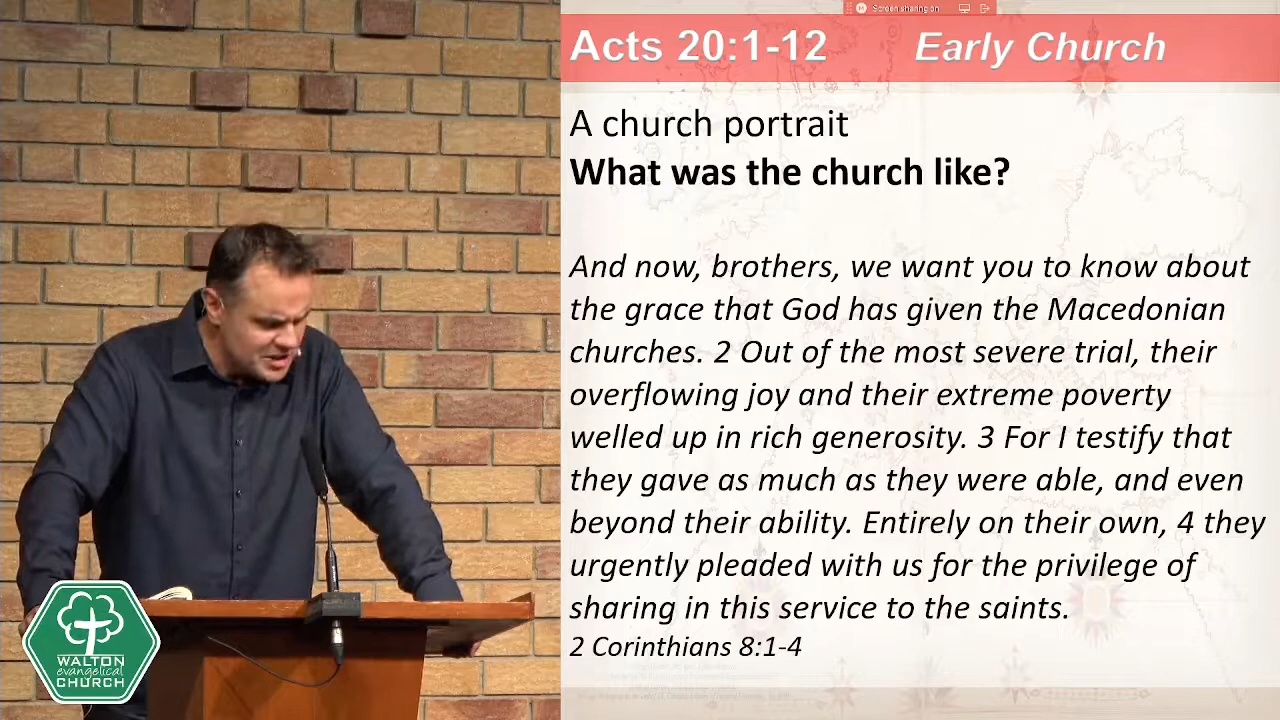 Screen sharing on
Acts 20:1-12 Early Church
A church portrait
What was the church like?
And now, brothers, we want you to know about
the grace that God has given the Macedonian
churches. 2 Out of the most severe trial, their
overflowing joy and their extreme poverty
welled up in rich generosity. 3 For I testify that
they gave as much as they were able, and even
beyond their ability. Entirely on their own, 4 they
urgently pleaded with us for the privilege of
sharing in this service to the saints.
2 Corinthians 8:1-4
WALTON
evangelical
CHURCH